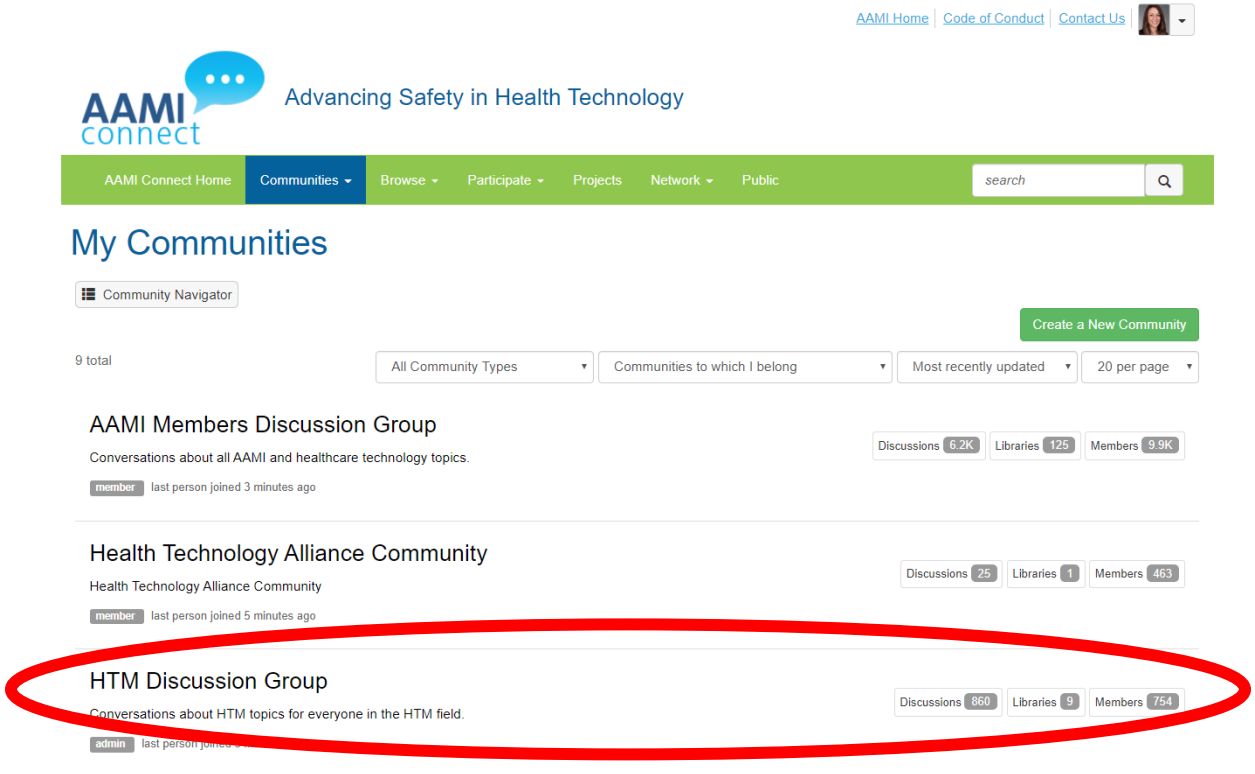 AAMI Home Code of Conduct Contact Us
AAMI
connect
Advancing Safety in Health Technology
AAMI Connect Home Communities Browse Participate Projects Network Public search
My Communities
Community Navigator
Create a New Community
9 total All Community Types Communities to which I belong Most recently updated 20 per page
AAMI Members Discussion Group
Discussions 6.2K Libraries 125 Members 9.9K
Conversations about all AAMI and healthcare technology topics.
member last person joined 3 minutes ago
Health Technology Alliance Community
Discussions 25 Libraries 1 Members 463
Health Technology Alliance Community
member last person joined 5 minutes ago
HTM Discussion Group
Discussions 860 Libraries 9 Members 754
Conversations about HTM topics for everyone in the HTM field.
admin last person joined